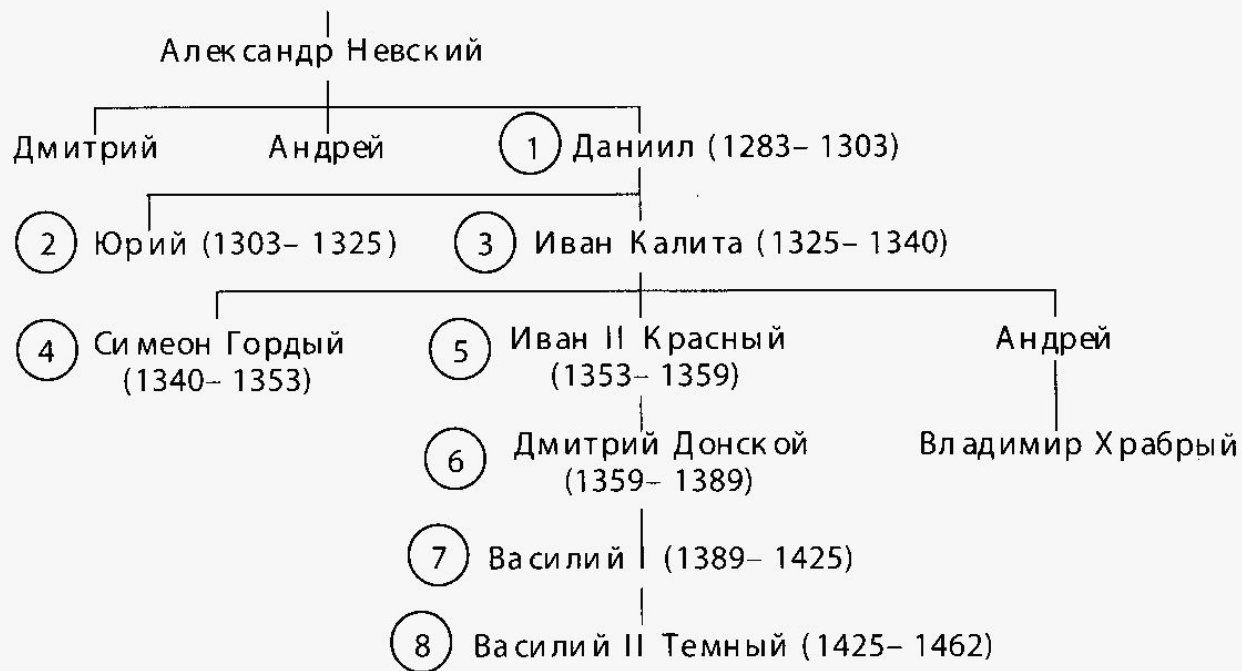 Александр Невский
Дмитрий Андрей 1 Даниил (1283– 1303)
2 Юрий (1303– 1325) 3 Иван Калита (1325– 1340)
4 Симеон Гордый 5 Иван II Красный Андрей
(1340– 1353) (1353– 1359)
6 Дмитрий Донской Владимир Храбрый
(1359– 1389)
7 Василий I (1389– 1425)
8 Василий II Темный (1425– 1462)